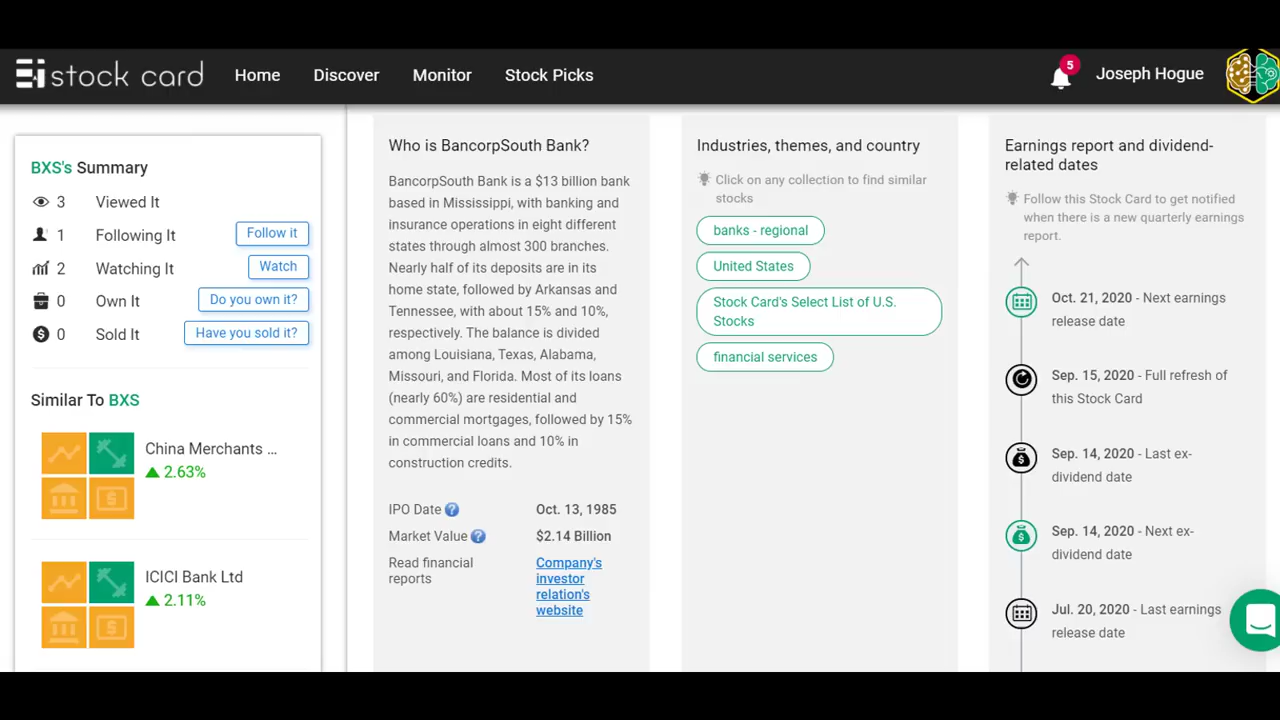 stock card
Home
Discover
Monitor
Stock Picks
5
Joseph Hogue
BXS's Summary
3 Viewed It
1 Following It Follow it
2 Watching It Watch
0 Own It Do you own it?
0 Sold It Have you sold it?
Similar To BXS
China Merchants ...
2.63%
ICICI Bank Ltd
2.11%
Who is BancorpSouth Bank?
BancorpSouth Bank is a $13 billion bank
based in Mississippi, with banking and
insurance operations in eight different
states through almost 300 branches.
Nearly half of its deposits are in its
home state, followed by Arkansas and
Tennessee, with about 15% and 10%,
respectively. The balance is divided
among Louisiana, Texas, Alabama,
Missouri, and Florida. Most of its loans
(nearly 60%) are residential and
commercial mortgages, followed by 15%
in commercial loans and 10% in
construction credits.
IPO Date ? Oct. 13, 1985
Market Value ? $2.14 Billion
Read financial
reports
Company's
investor
relation's
website
Industries, themes, and country
Click on any collection to find similar
stocks
banks - regional
United States
Stock Card's Select List of U.S.
Stocks
financial services
Earnings report and dividend-
related dates
Follow this Stock Card to get notified
when there is a new quarterly earnings
report.
Oct. 21, 2020 - Next earnings
release date
Sep. 15, 2020 - Full refresh of
this Stock Card
Sep. 14, 2020 - Last ex-
dividend date
Sep. 14, 2020 - Next ex-
dividend date
Jul. 20, 2020 - Last earnings
release date